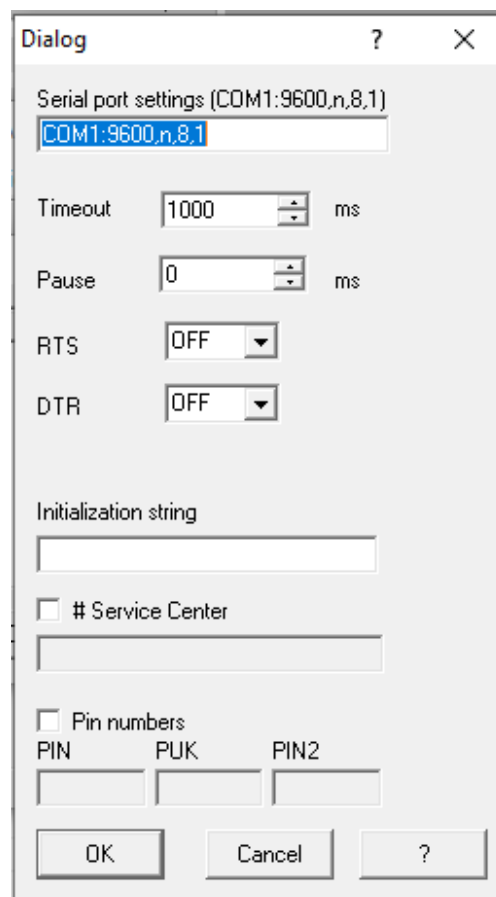 Dialog ?
Serial port settings (COM1:9600,n,8,1)
COM1:9600,n,8,1
Timeout 1000 ms
Pause 0 ms
RTS OFF
DTR OFF
Initialization string
# Service Center
Pin numbers
PIN PUK PIN2
OK Cancel ?